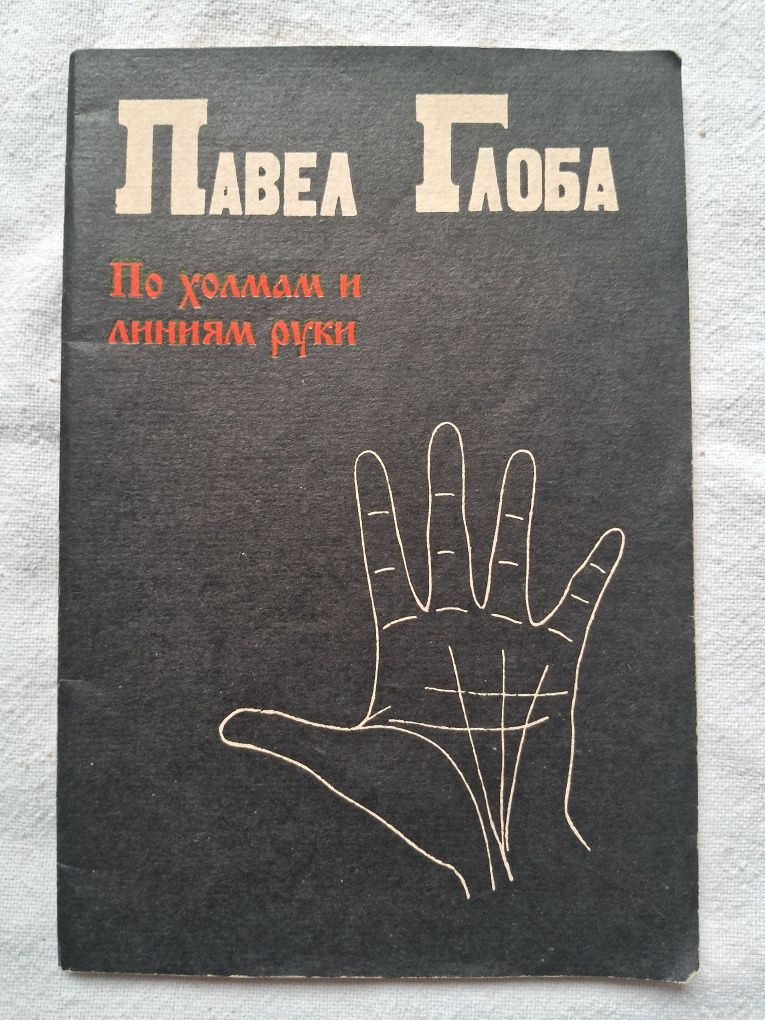 Павел Глоба
По холмам и
линиям руки